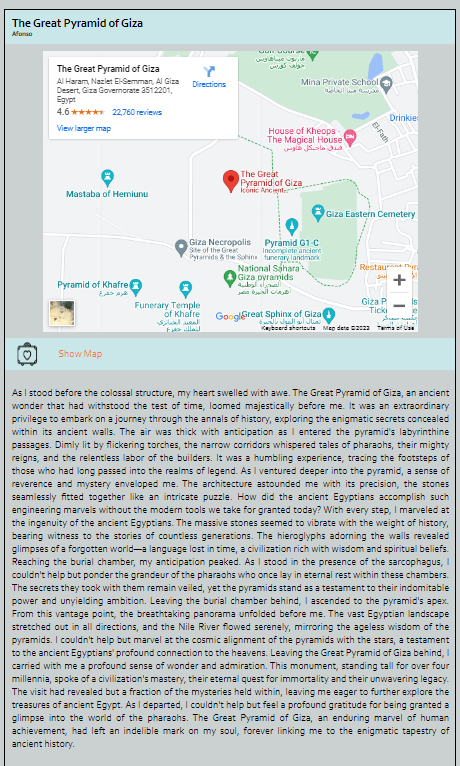 The Great Pyramid of Giza
Afonso
The Great Pyramid of Giza
Al Haram, Nazlet El-Semman, Al Giza
Desert, Giza Governorate 3512201,
Egypt
4.6
22,760 reviews
View larger map
Directions
Golf Course
Mina Private School
مدرسة مينا الخاصة
Drinkies
El-Fath
House of Kheops -
The Magical House
The Great
Pyramid of Giza
Iconic Ancient...
Mastaba of Hemiunu
Giza Eastern Cemetery
Pyramid G1-C
Incomplete ancient
funerary landmark
Giza Necropolis
Site of the Great
Pyramids & the Sphinx
National Sahara
Giza pyramids
الصحراء الوطنية
اهرمات الجيزة مصر
Pyramid of Khafre
هرم خفرع
Funerary Temple
of Khafre
المعبد الجنائزي
للملك خفرع
Great Sphinx of Giza
تمثال أبو الهول بالجيزة
Google
Keyboard shortcuts
Map data ©2023
Terms of Use
Show Map
As I stood before the colossal structure, my heart swelled with awe. The Great Pyramid of Giza, an ancient
wonder that had withstood the test of time, loomed majestically before me. It was an extraordinary
privilege to embark on a journey through the annals of history, exploring the enigmatic secrets concealed
within its ancient walls. The air was thick with anticipation as I entered the pyramid's labyrinthine
passages. Dimly lit by flickering torches, the narrow corridors whispered tales of pharaohs, their mighty
reigns, and the relentless labor of the builders. It was a humbling experience, tracing the footsteps of
those who had long passed into the realms of legend. As I ventured deeper into the pyramid, a sense of
reverence and mystery enveloped me. The architecture astounded me with its precision, the stones
seamlessly fitted together like an intricate puzzle. How did the ancient Egyptians accomplish such
engineering marvels without the modern tools we take for granted today? With every step, I marveled at
the ingenuity of the ancient Egyptians. The massive stones seemed to vibrate with the weight of history,
bearing witness to the stories of countless generations. The hieroglyphs adorning the walls revealed
glimpses of a forgotten world—a language lost in time, a civilization rich with wisdom and spiritual beliefs.
Reaching the burial chamber, my anticipation peaked. As I stood in the presence of the sarcophagus, I
couldn't help but ponder the grandeur of the pharaohs who once lay in eternal rest within these chambers.
The secrets they took with them remain veiled, yet the pyramids stand as a testament to their indomitable
power and unyielding ambition. Leaving the burial chamber behind, I ascended to the pyramid's apex.
From this vantage point, the breathtaking panorama unfolded before me. The vast Egyptian landscape
stretched out in all directions, and the Nile River flowed serenely, mirroring the ageless wisdom of the
pyramids. I couldn't help but marvel at the cosmic alignment of the pyramids with the stars, a testament
to the ancient Egyptians' profound connection to the heavens. Leaving the Great Pyramid of Giza behind, I
carried with me a profound sense of wonder and admiration. This monument, standing tall for over four
millennia, spoke of a civilization's mastery, their eternal quest for immortality and their unwavering legacy.
The visit had revealed but a fraction of the mysteries held within, leaving me eager to further explore the
treasures of ancient Egypt. As I departed, I couldn't help but feel a profound gratitude for being granted a
glimpse into the world of the pharaohs. The Great Pyramid of Giza, an enduring marvel of human
achievement, had left an indelible mark on my soul, forever linking me to the enigmatic tapestry of
ancient history.